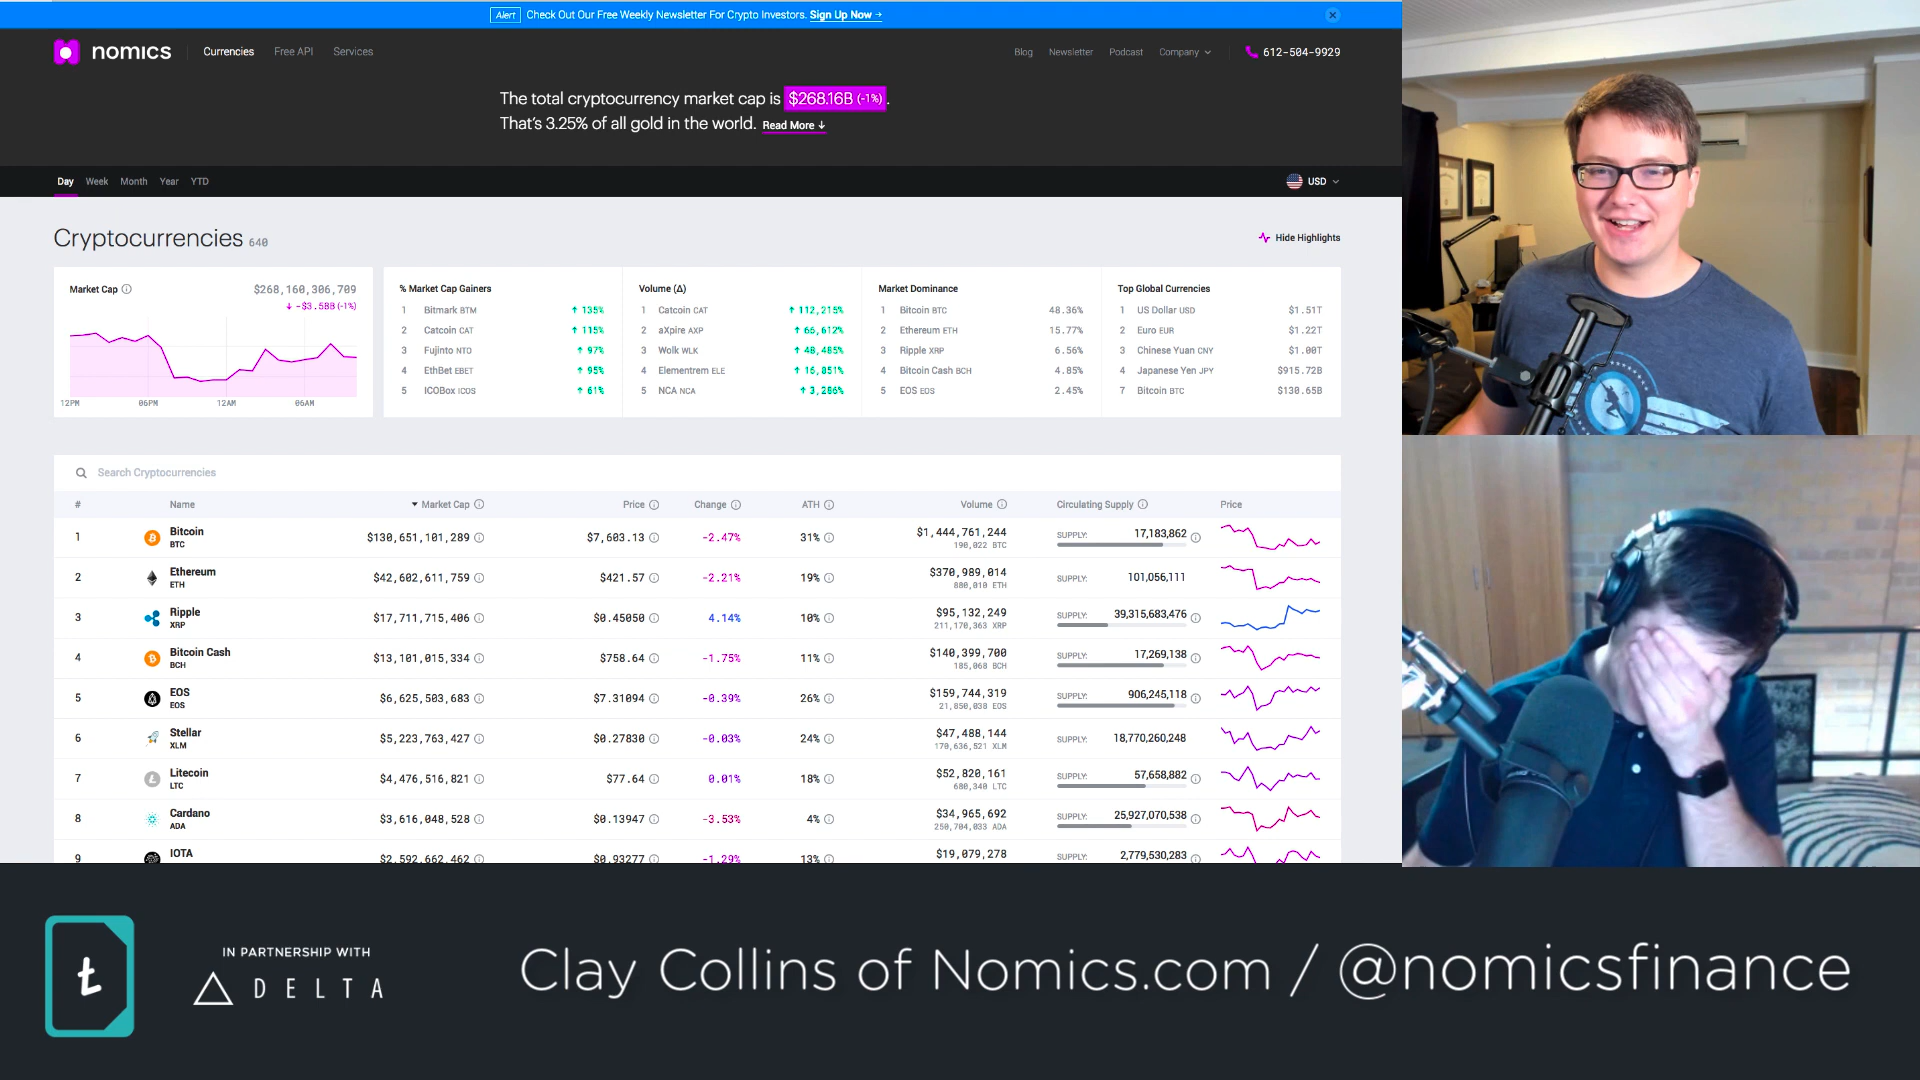 Alert Check Out Our Free Weekly Newsletter For Crypto Investors. Sign Up Now →
nomics Currencies Free API Services Blog Newsletter Podcast Company 612-504-9929
The total cryptocurrency market cap is $268.16B (-1%).
That's 3.25% of all gold in the world. Read More ↓
Day Week Month Year YTD USD
Cryptocurrencies 640 Hide Highlights
Market Cap $268,160,306,709
↓ -$3.58B (-1%)
12PM 06PM 12AM 06AM
% Market Cap Gainers
1 Bitmark BTM ↑ 135%
2 Catcoin CAT ↑ 115%
3 Fujinto NTO ↑ 97%
4 EthBet EBET ↑ 95%
5 ICOBox ICOS ↑ 61%
Volume (Δ)
1 Catcoin CAT ↑ 112,215%
2 aXpire AXP ↑ 66,612%
3 Wolk WLK ↑ 48,485%
4 Elementrem ELE ↑ 16,851%
5 NCA NCA ↑ 3,286%
Market Dominance
1 Bitcoin BTC 48.36%
2 Ethereum ETH 15.77%
3 Ripple XRP 6.56%
4 Bitcoin Cash BCH 4.85%
5 EOS EOS 2.45%
Top Global Currencies
1 US Dollar USD $1.51T
2 Euro EUR $1.22T
3 Chinese Yuan CNY $1.00T
4 Japanese Yen JPY $915.72B
7 Bitcoin BTC $130.65B
Search Cryptocurrencies
# Name Market Cap Price Change ATH Volume Circulating Supply Price
1 Bitcoin $130,651,101,289 $7,603.13 -2.47% 31% $1,444,761,244 SUPPLY: 17,183,862
BTC 190,022 BTC
2 Ethereum $42,602,611,759 $421.57 -2.21% 19% $370,989,014 SUPPLY: 101,056,111
ETH 880,010 ETH
3 Ripple $17,711,715,406 $0.45050 4.14% 10% $95,132,249 SUPPLY: 39,315,683,476
XRP 211,170,363 XRP
4 Bitcoin Cash $13,101,015,334 $758.64 -1.75% 11% $140,399,700 SUPPLY: 17,269,138
BCH 185,068 BCH
5 EOS $6,625,503,683 $7.31094 -0.39% 26% $159,744,319 SUPPLY: 906,245,118
EOS 21,850,038 EOS
6 Stellar $5,223,763,427 $0.27830 -0.03% 24% $47,488,144 SUPPLY: 18,770,260,248
XLM 170,636,521 XLM
7 Litecoin $4,476,516,821 $77.64 0.01% 18% $52,820,161 SUPPLY: 57,658,882
LTC 680,340 LTC
8 Cardano $3,616,048,528 $0.13947 -3.53% 4% $34,965,692 SUPPLY: 25,927,070,538
ADA 250,704,033 ADA
9 IOTA $2,592,662,462 $0.93277 -1.29% 13% $19,079,278 SUPPLY: 2,779,530,283
IN PARTNERSHIP WITH
DELTA
Clay Collins of Nomics.com / @nomicsfinance